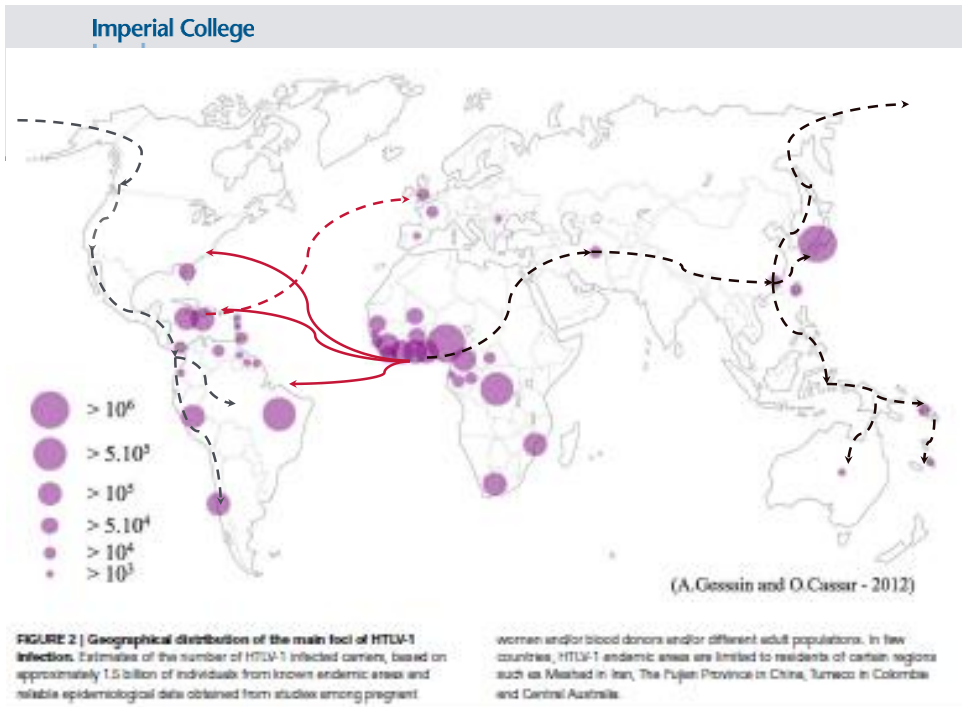 Imperial College
> 10⁶
> 5.10⁵
> 10⁵
> 5.10⁴
> 10⁴
> 10³
(A.Gessain and O.Cassar - 2012)
FIGURE 2 | Geographical distribution of the main foci of HTLV-1
infection. Estimates of the number of HTLV-1 infected carriers, based on
approximately 1.5 billion of individuals from known endemic areas and
reliable epidemiological data obtained from studies among pregnant
women and/or blood donors and/or different adult populations. In few
countries, HTLV-1 endemic areas are limited to residents of certain regions
such as Mashad in Iran, The Fujian Province in China, Tumaco in Colombie
and Central Australia.